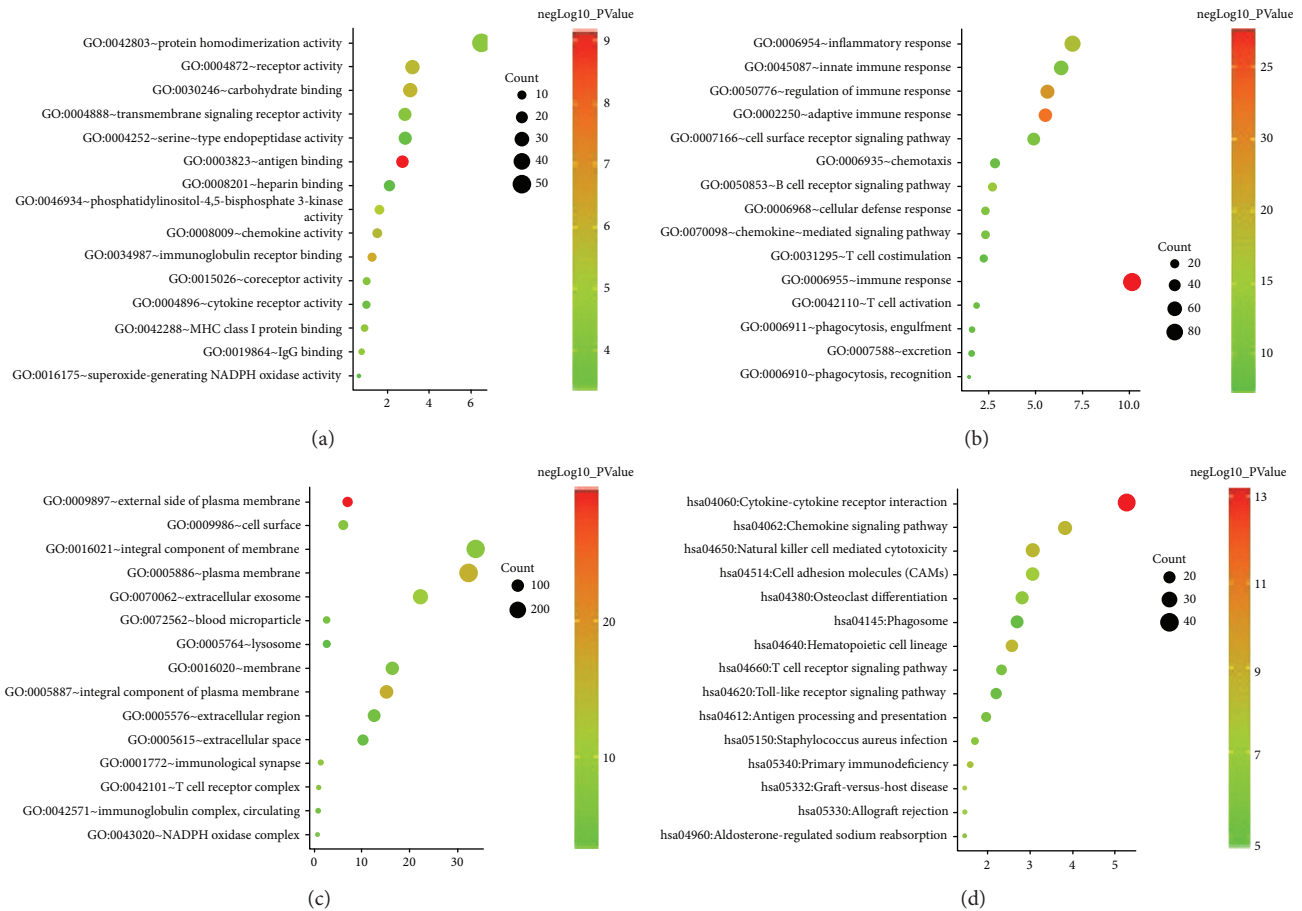 negLog10_PValue
GO:0042803~protein homodimerization activity
GO:0004872~receptor activity
GO:0030246~carbohydrate binding
GO:0004888~transmembrane signaling receptor activity
GO:0004252~serine~type endopeptidase activity
GO:0003823~antigen binding
GO:0008201~heparin binding
GO:0046934~phosphatidylinositol-4,5-bisphosphate 3-kinase
activity
GO:0008009~chemokine activity
GO:0034987~immunoglobulin receptor binding
GO:0015026~coreceptor activity
GO:0004896~cytokine receptor activity
GO:0042288~MHC class I protein binding
GO:0019864~IgG binding
GO:0016175~superoxide-generating NADPH oxidase activity
2 4 6
Count
10
20
30
40
50
9
8
7
6
5
4
(a)
negLog10_PValue
GO:0006954~inflammatory response
GO:0045087~innate immune response
GO:0050776~regulation of immune response
GO:0002250~adaptive immune response
GO:0007166~cell surface receptor signaling pathway
GO:0006935~chemotaxis
GO:0050853~B cell receptor signaling pathway
GO:0006968~cellular defense response
GO:0070098~chemokine~mediated signaling pathway
GO:0031295~T cell costimulation
GO:0006955~immune response
GO:0042110~T cell activation
GO:0006911~phagocytosis, engulfment
GO:0007588~excretion
GO:0006910~phagocytosis, recognition
2.5 5.0 7.5 10.0
Count
20
40
60
80
25
30
20
15
10
(b)
negLog10_PValue
GO:0009897~external side of plasma membrane
GO:0009986~cell surface
GO:0016021~integral component of membrane
GO:0005886~plasma membrane
GO:0070062~extracellular exosome
GO:0072562~blood microparticle
GO:0005764~lysosome
GO:0016020~membrane
GO:0005887~integral component of plasma membrane
GO:0005576~extracellular region
GO:0005615~extracellular space
GO:0001772~immunological synapse
GO:0042101~T cell receptor complex
GO:0042571~immunoglobulin complex, circulating
GO:0043020~NADPH oxidase complex
0 10 20 30
Count
100
200
20
10
(c)
negLog10_PValue
hsa04060:Cytokine-cytokine receptor interaction
hsa04062:Chemokine signaling pathway
hsa04650:Natural killer cell mediated cytotoxicity
hsa04514:Cell adhesion molecules (CAMs)
hsa04380:Osteoclast differentiation
hsa04145:Phagosome
hsa04640:Hematopoietic cell lineage
hsa04660:T cell receptor signaling pathway
hsa04620:Toll-like receptor signaling pathway
hsa04612:Antigen processing and presentation
hsa05150:Staphylococcus aureus infection
hsa05340:Primary immunodeficiency
hsa05332:Graft-versus-host disease
hsa05330:Allograft rejection
hsa04960:Aldosterone-regulated sodium reabsorption
2 3 4 5
Count
20
30
40
13
11
9
7
5
(d)